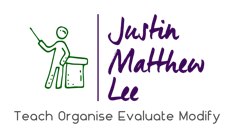 Justin
Matthew
Lee
Teach Organise Evaluate Modify